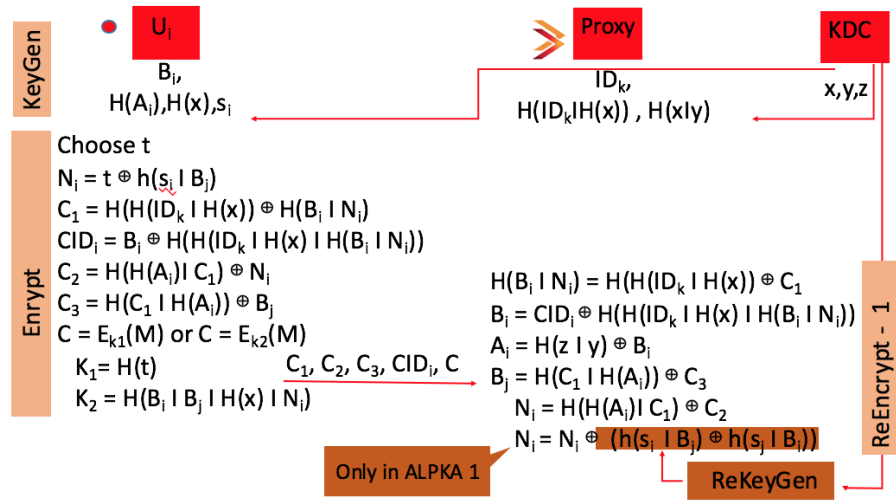 KeyGen
Uᵢ
Bᵢ,
H(Aᵢ),H(x),sᵢ
Proxy
IDₖ,
H(IDₖIH(x)) , H(xIy)
KDC
x,y,z
Enrypt
Choose t
Nᵢ = t ⊕ h(sᵢ I Bⱼ)
C₁ = H(H(IDₖ I H(x)) ⊕ H(Bᵢ I Nᵢ)
CIDᵢ = Bᵢ ⊕ H(H(IDₖ I H(x) I H(Bᵢ I Nᵢ))
C₂ = H(H(Aᵢ)I C₁) ⊕ Nᵢ
C₃ = H(C₁ I H(Aᵢ)) ⊕ Bⱼ
C = Eₖ₁(M) or C = Eₖ₂(M)
K₁ = H(t)
K₂ = H(Bᵢ I Bⱼ I H(x) I Nᵢ)
C₁, C₂, C₃, CIDᵢ, C
H(Bᵢ I Nᵢ) = H(H(IDₖ I H(x)) ⊕ C₁
Bᵢ = CIDᵢ ⊕ H(H(IDₖ I H(x) I H(Bᵢ I Nᵢ))
Aᵢ = H(z I y) ⊕ Bᵢ
Bⱼ = H(C₁ I H(Aᵢ)) ⊕ C₃
Nᵢ = H(H(Aᵢ)I C₁) ⊕ C₂
Nᵢ = Nᵢ ⊕ (h(sᵢ I Bⱼ) ⊕ h(sⱼ I Bᵢ))
Only in ALPKA 1
ReKeyGen
ReEncrypt - 1